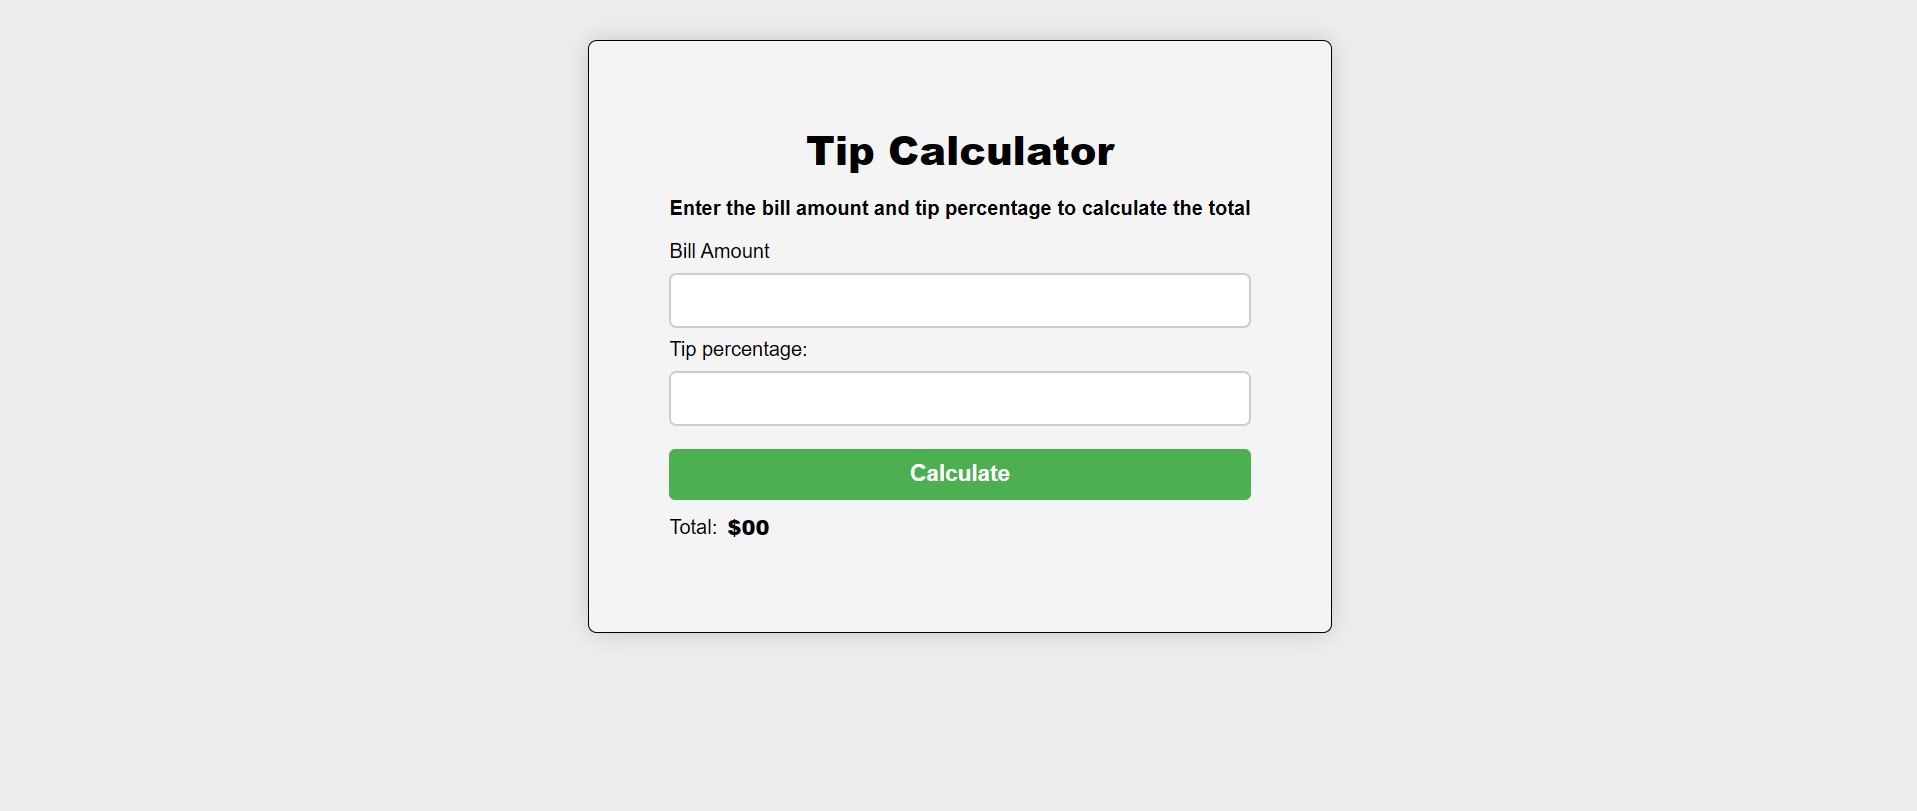 Tip Calculator
Enter the bill amount and tip percentage to calculate the total
Bill Amount
Tip percentage:
Calculate
Total: $00